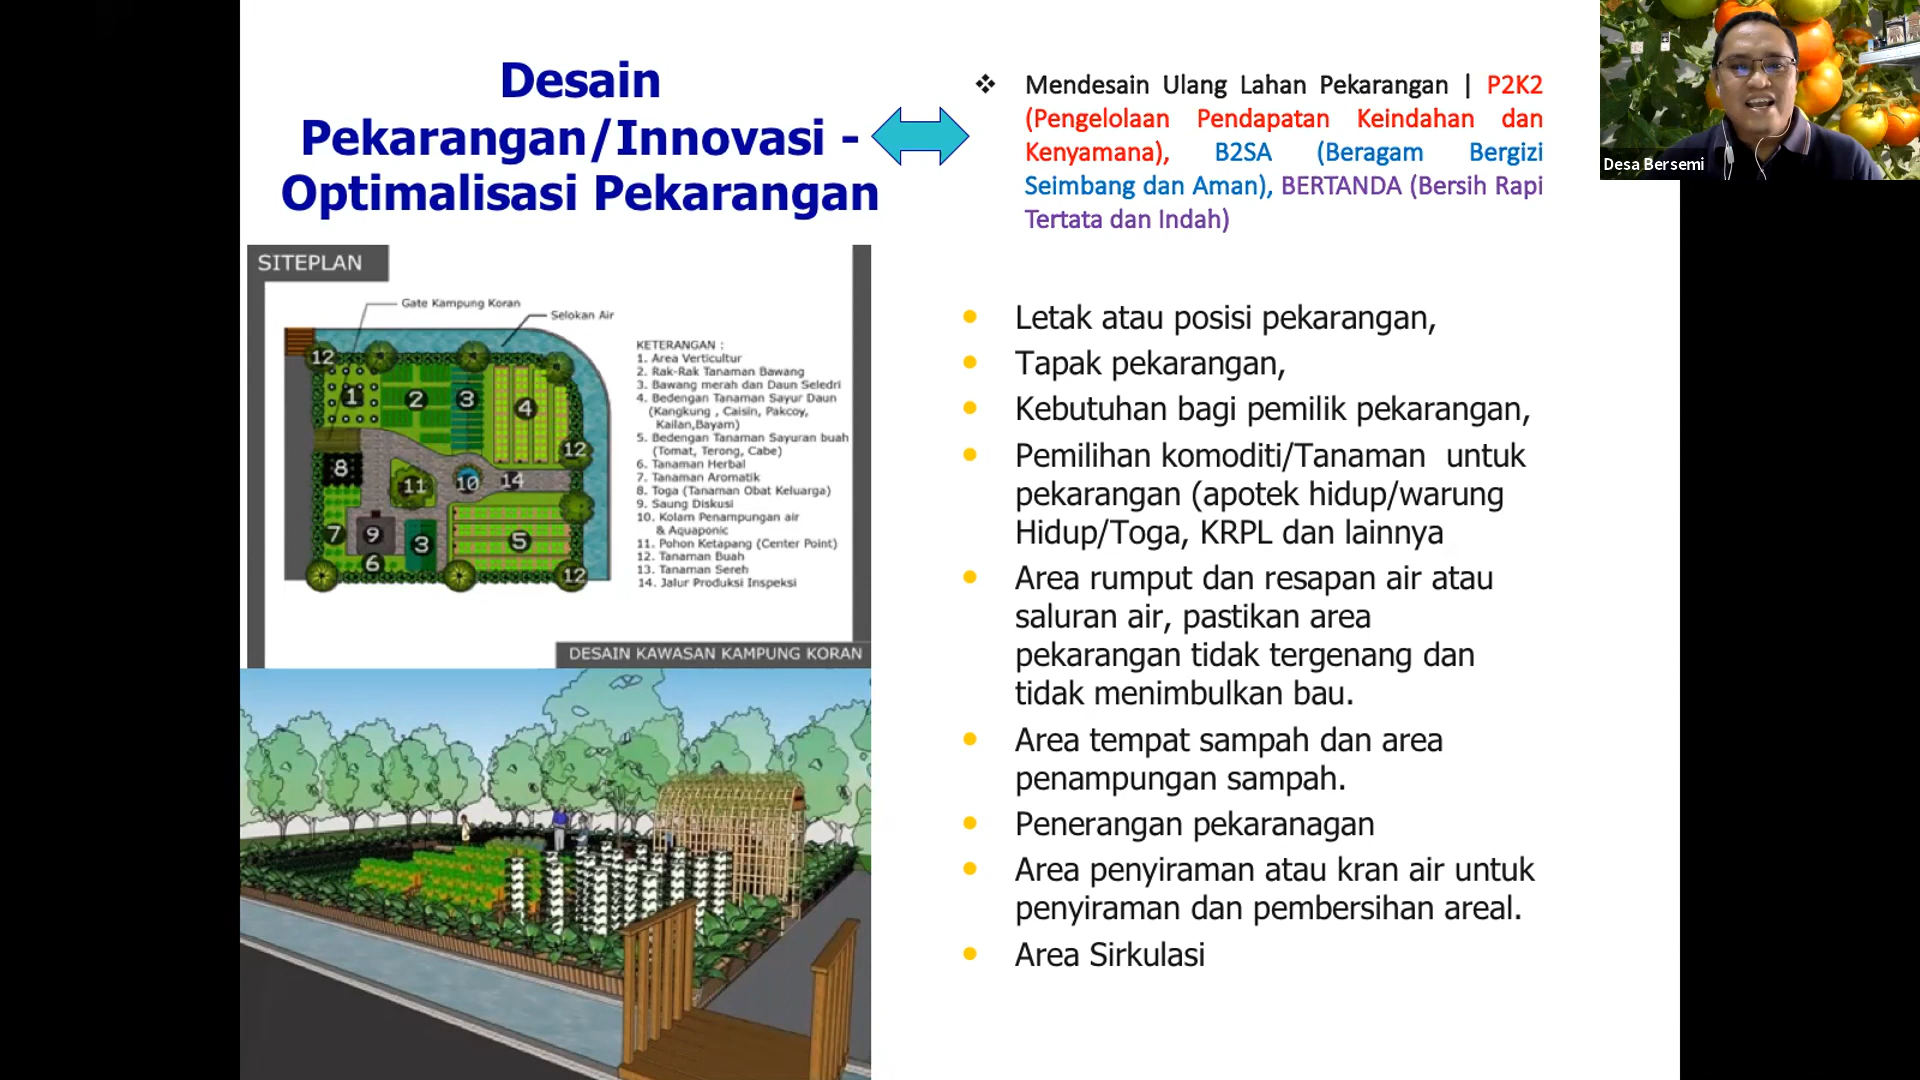 Desain
Pekarangan/Innovasi -
Optimalisasi Pekarangan
❖ Mendesain Ulang Lahan Pekarangan | P2K2
(Pengelolaan Pendapatan Keindahan dan
Kenyamana), B2SA (Beragam Bergizi
Seimbang dan Aman), BERTANDA (Bersih Rapi
Tertata dan Indah)
Desa Bersemi
SITEPLAN
Gate Kampung Koran
Selokan Air
12
1
2
3
4
12
8
11
10
14
7
9
3
5
6
12
KETERANGAN :
1. Area Verticultur
2. Rak-Rak Tanaman Bawang
3. Bawang merah dan Daun Seledri
4. Bedengan Tanaman Sayur Daun
(Kangkung , Caisin, Pakcoy,
Kailan,Bayam)
5. Bedengan Tanaman Sayuran buah
(Tomat, Terong, Cabe)
6. Tanaman Herbal
7. Tanaman Aromatik
8. Toga (Tanaman Obat Keluarga)
9. Saung Diskusi
10. Kolam Penampungan air
& Aquaponic
11. Pohon Ketapang (Center Point)
12. Tanaman Buah
13. Tanaman Sereh
14. Jalur Produksi Inspeksi
DESAIN KAWASAN KAMPUNG KORAN
• Letak atau posisi pekarangan,
• Tapak pekarangan,
• Kebutuhan bagi pemilik pekarangan,
• Pemilihan komoditi/Tanaman untuk
pekarangan (apotek hidup/warung
Hidup/Toga, KRPL dan lainnya
• Area rumput dan resapan air atau
saluran air, pastikan area
pekarangan tidak tergenang dan
tidak menimbulkan bau.
• Area tempat sampah dan area
penampungan sampah.
• Penerangan pekaranagan
• Area penyiraman atau kran air untuk
penyiraman dan pembersihan areal.
• Area Sirkulasi